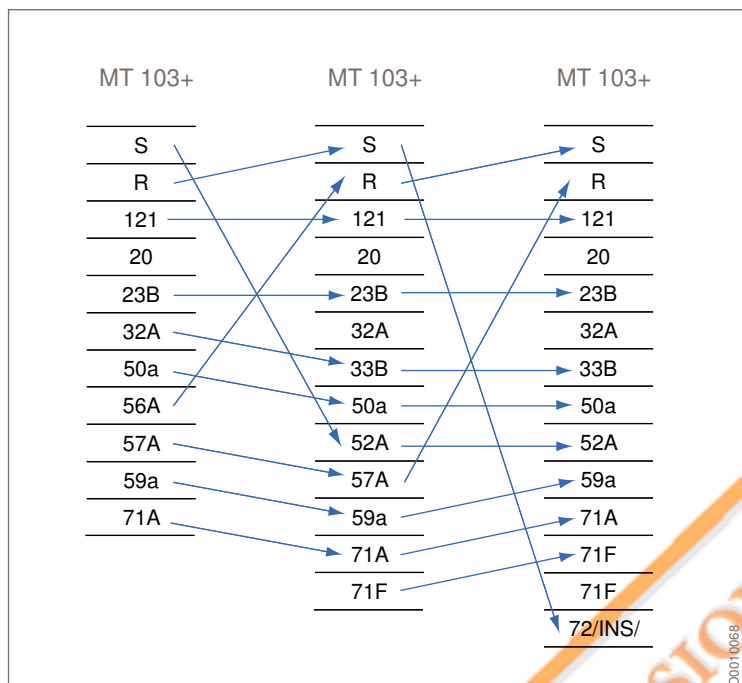 MT 103+ MT 103+ MT 103+
S S S
R R R
121 121 121
20 20 20
23B 23B 23B
32A 32A 32A
50a 33B 33B
56A 50a 50a
57A 52A 52A
59a 57A 59a
71A 59a 71A
71A 71F
71F 71F
72/INS/
D0010068
SION